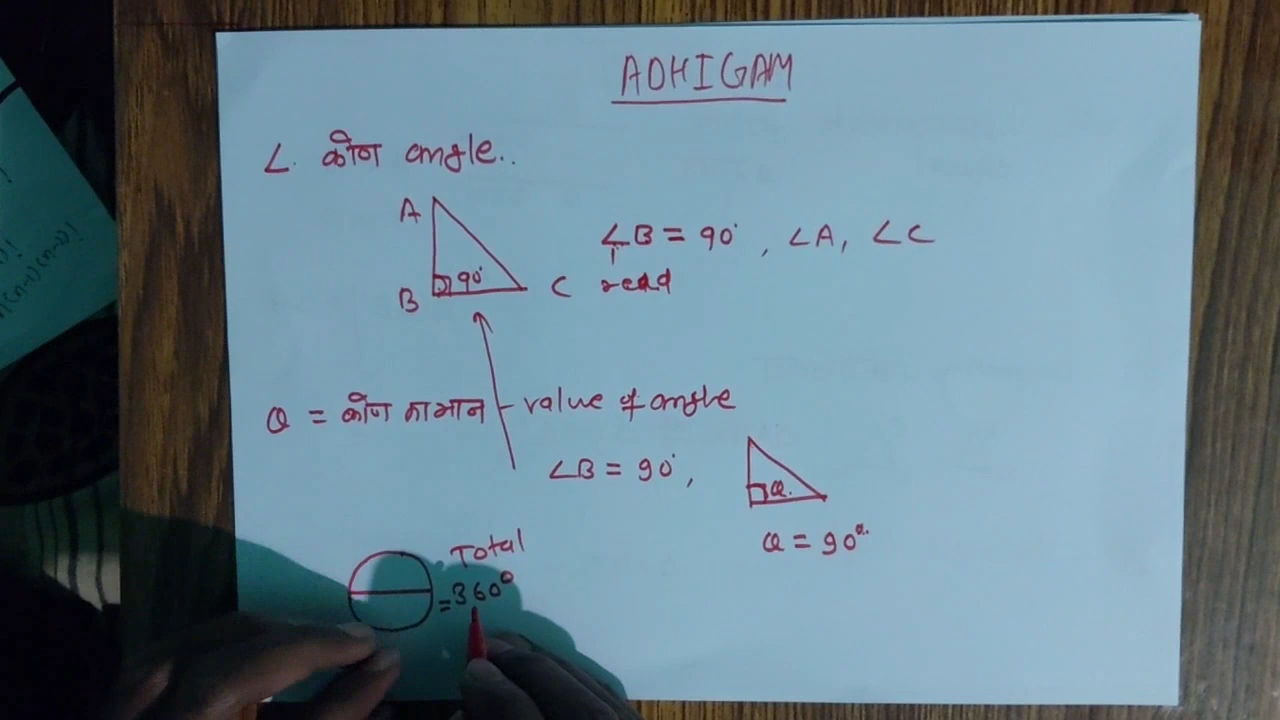 ADHIGAM
∠. कोण angle..
A
∠B = 90°, ∠A, ∠C
90°
B
C
read
θ = कोण का मान - value of angle
∠B = 90°,
θ.
θ = 90°
Total
= 360°